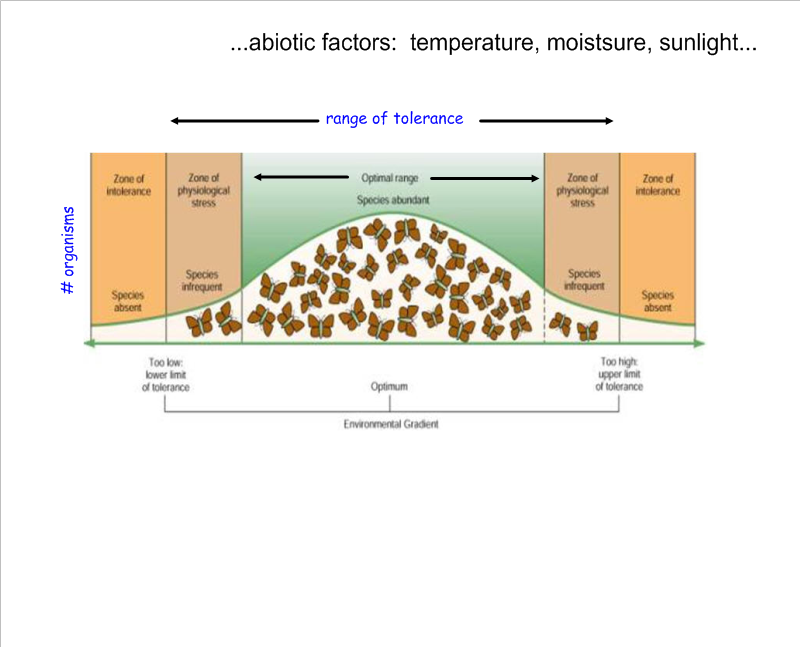 ...abiotic factors:  temperature, moistsure, sunlight...
range of tolerance
Zone of
intolerance
Zone of
physiological
stress
Optimal range
Species abundant
Zone of
physiological
stress
Zone of
intolerance
# organisms
Species
absent
Species
infrequent
Species
infrequent
Species
absent
Too low:
lower limit
of tolerance
Optimum
Too high:
upper limit
of tolerance
Environmental Gradient